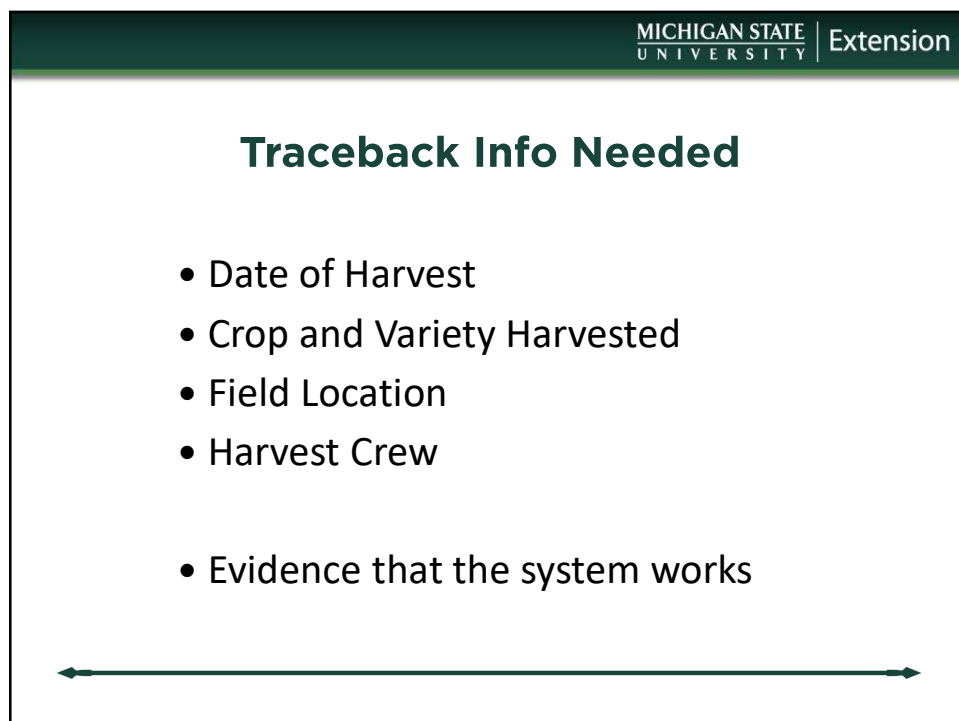 MICHIGAN STATE
UNIVERSITY
Extension
Traceback Info Needed
• Date of Harvest
• Crop and Variety Harvested
• Field Location
• Harvest Crew
• Evidence that the system works